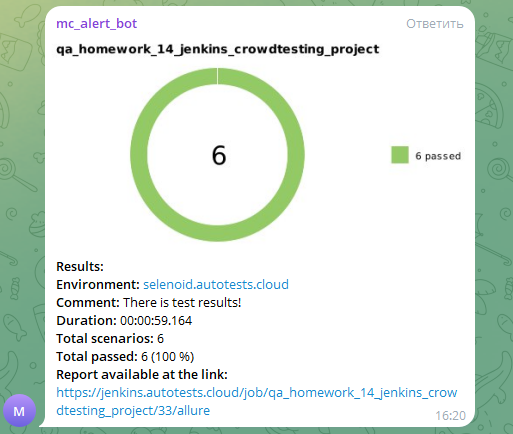 mc_alert_bot Ответить
qa_homework_14_jenkins_crowdtesting_project
6
6 passed
Results:
Environment: selenoid.autotests.cloud
Comment: There is test results!
Duration: 00:00:59.164
Total scenarios: 6
Total passed: 6 (100 %)
Report available at the link:
https://jenkins.autotests.cloud/job/qa_homework_14_jenkins_crow
dtesting_project/33/allure
M
16:20